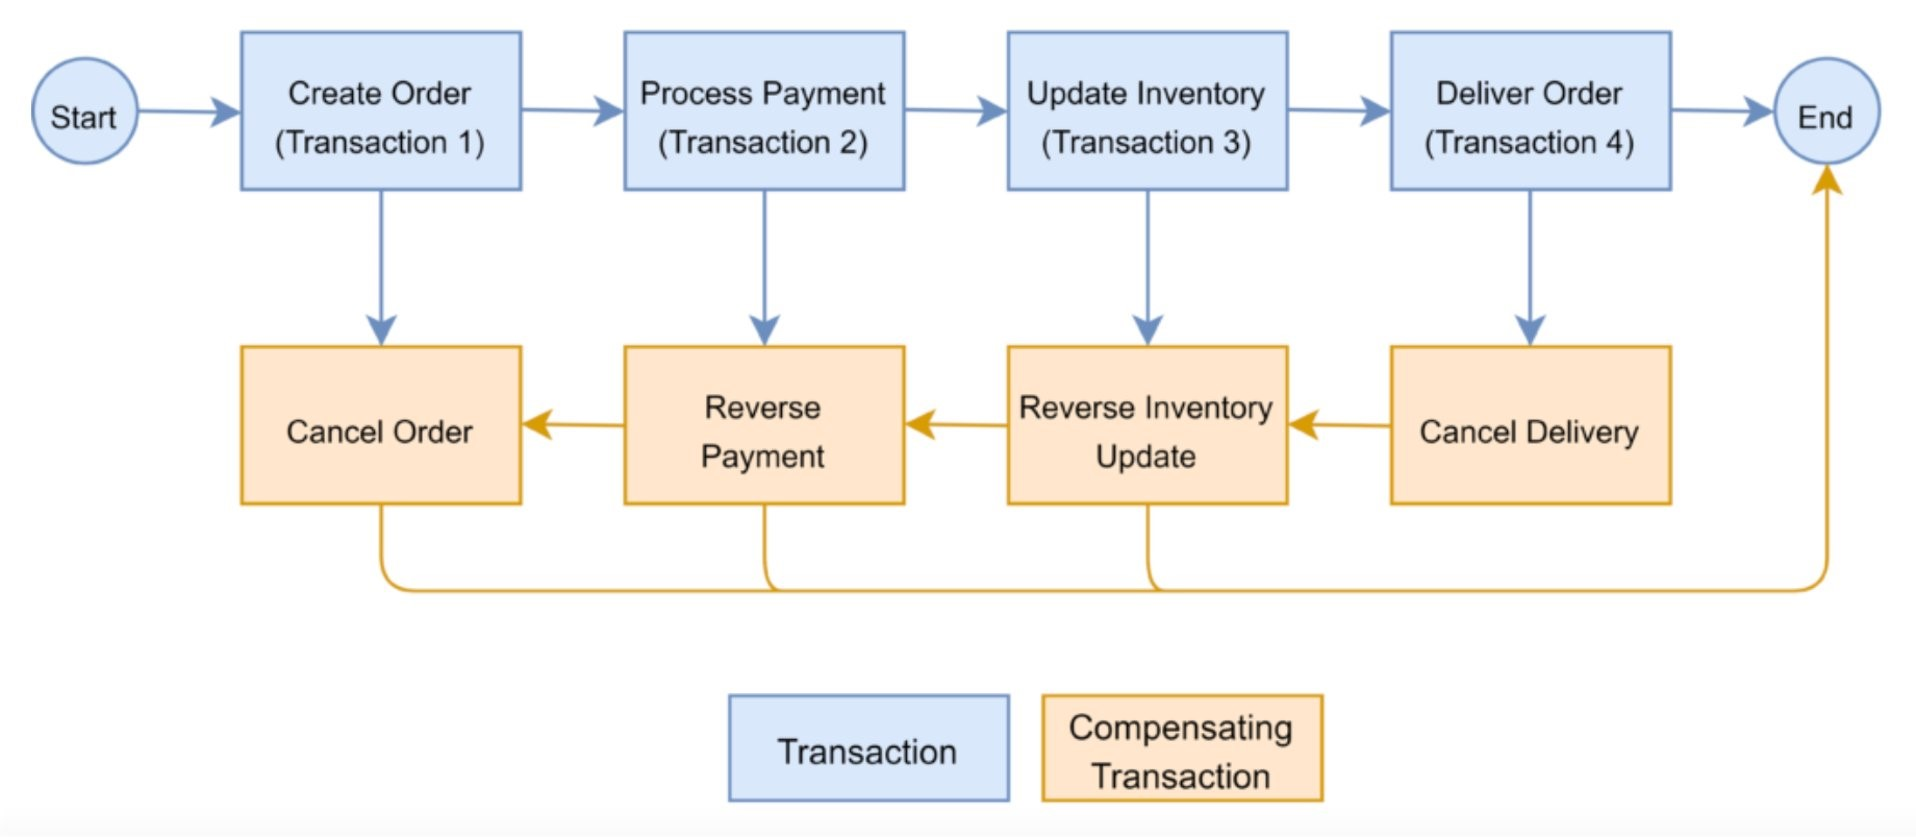 Start
Create Order
(Transaction 1)
Process Payment
(Transaction 2)
Update Inventory
(Transaction 3)
Deliver Order
(Transaction 4)
End
Cancel Order
Reverse
Payment
Reverse Inventory
Update
Cancel Delivery
Transaction
Compensating
Transaction